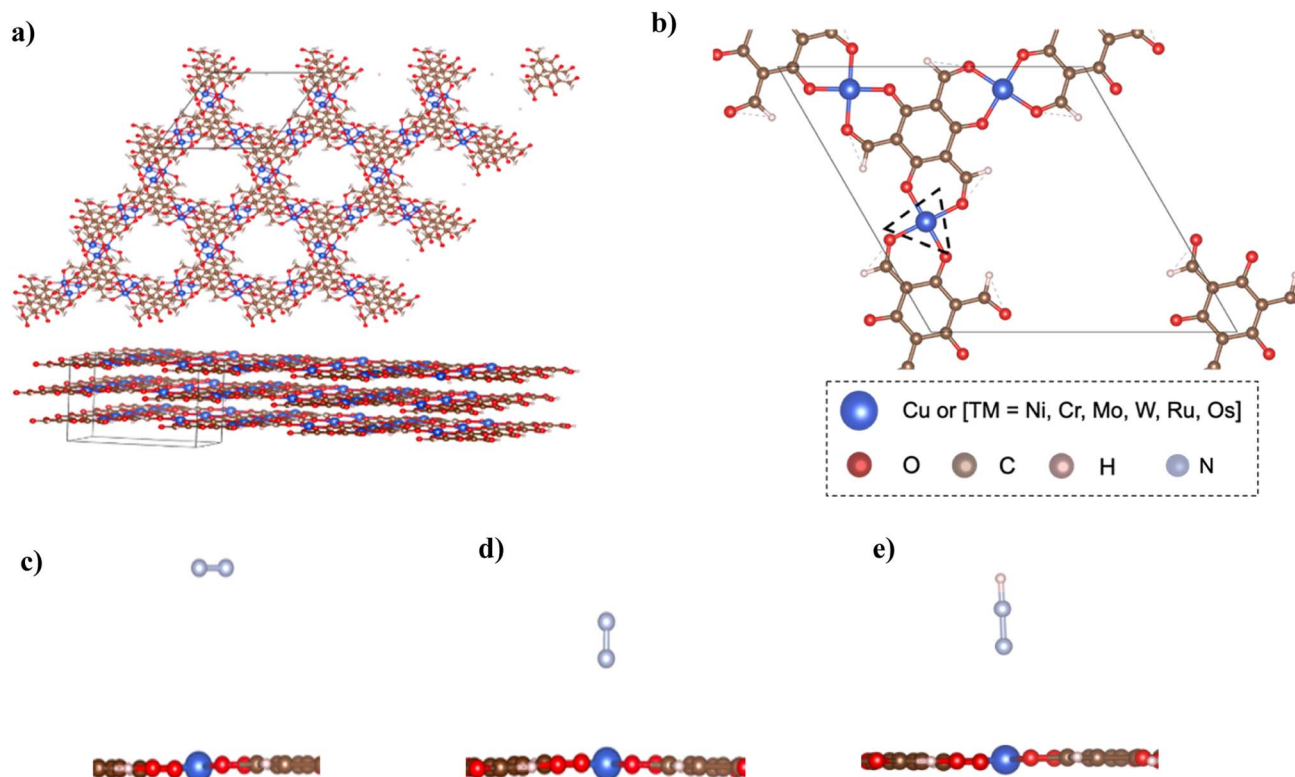 a)
b)
Cu or [TM = Ni, Cr, Mo, W, Ru, Os]
O C H N
c)
d)
e)